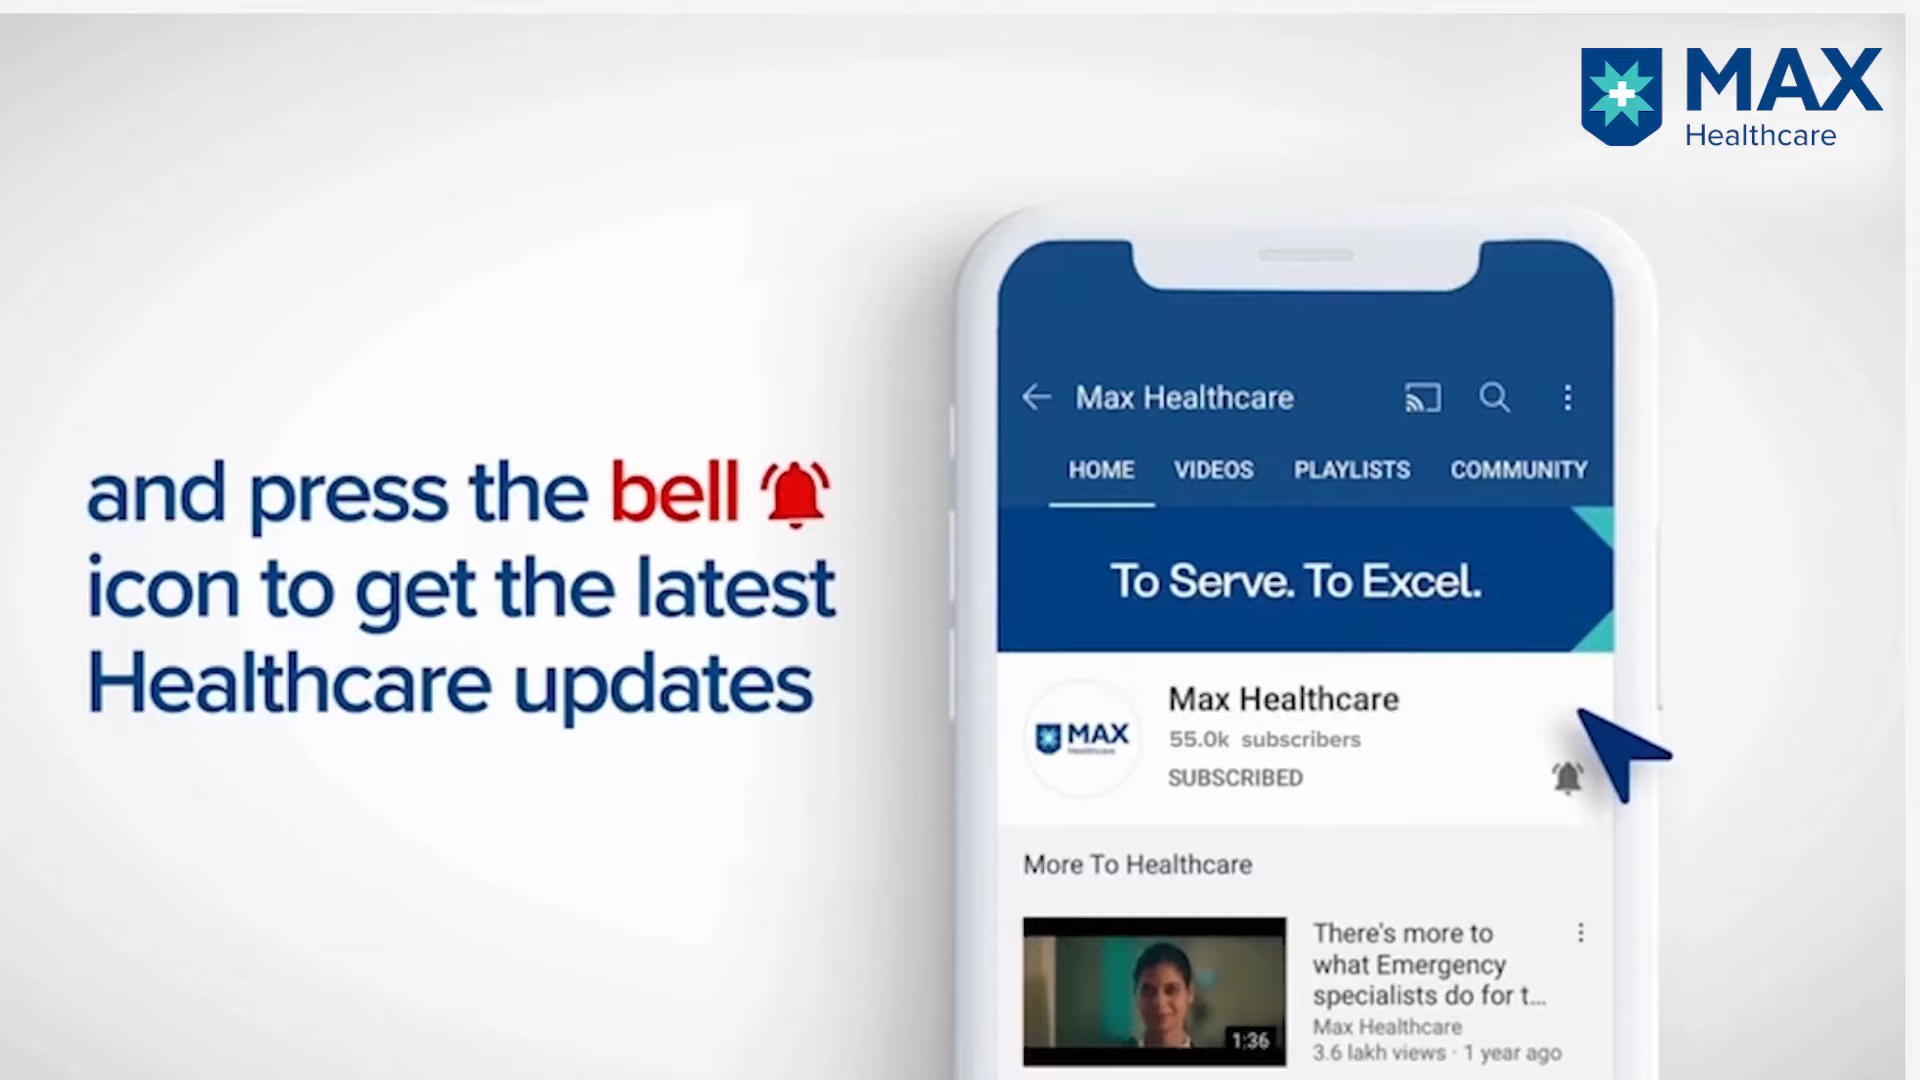 MAX
Healthcare
and press the bell
icon to get the latest
Healthcare updates
Max Healthcare
HOME VIDEOS PLAYLISTS COMMUNITY
To Serve. To Excel.
MAX
Healthcare
Max Healthcare
55.0k subscribers
SUBSCRIBED
More To Healthcare
1:36
There's more to
what Emergency
specialists do for t...
Max Healthcare
3.6 lakh views · 1 year ago